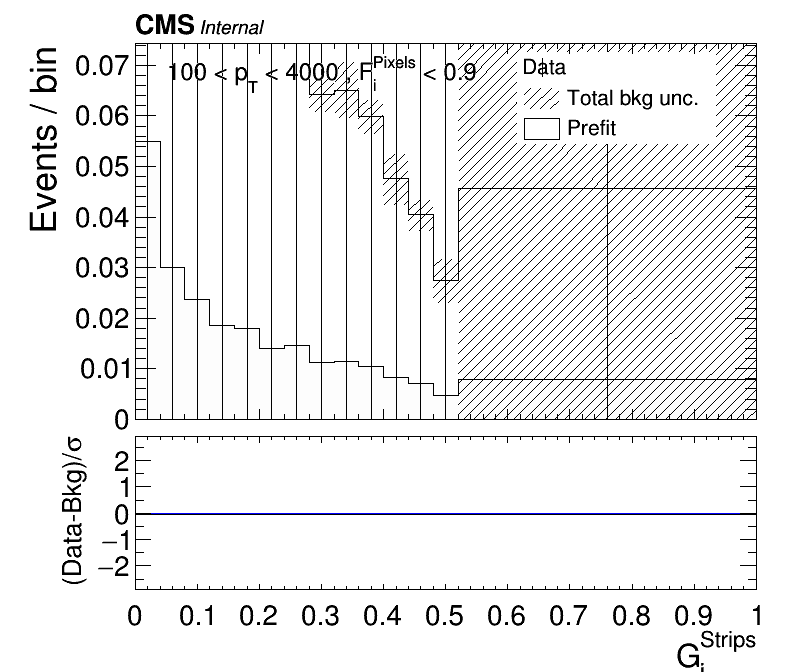 CMS Internal
Events / bin
0.07
0.06
0.05
0.04
0.03
0.02
0.01
0
100 < p_T < 4000 , F_i^Pixels < 0.9
Data
Total bkg unc.
Prefit
(Data-Bkg)/σ
2
1
0
−1
−2
0 0.1 0.2 0.3 0.4 0.5 0.6 0.7 0.8 0.9 1
G_i^Strips